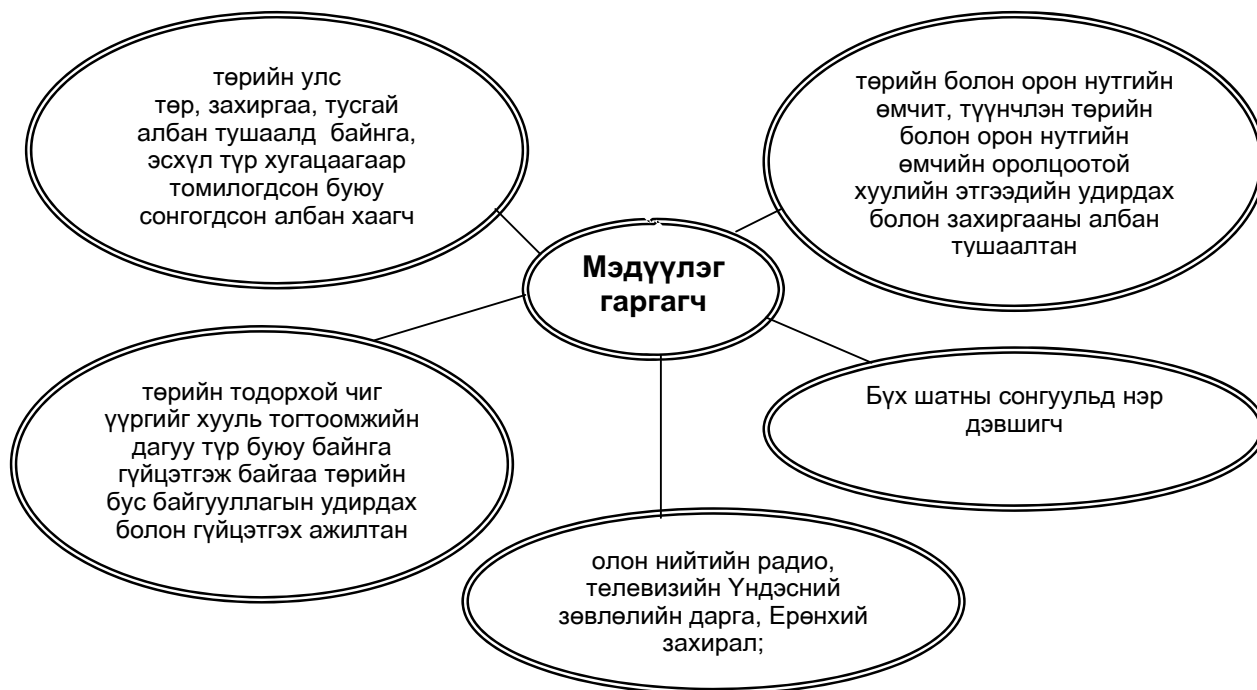 төрийн улс
төр, захиргаа, тусгай
албан тушаалд байнга,
эсхүл түр хугацаагаар
томилогдсон буюу
сонгогдсон албан хаагч
төрийн болон орон нутгийн
өмчит, түүнчлэн төрийн
болон орон нутгийн
өмчийн оролцоотой
хуулийн этгээдийн удирдах
болон захиргааны албан
тушаалтан
Мэдүүлэг
гаргагч
төрийн тодорхой чиг
үүргийг хууль тогтоомжийн
дагуу түр буюу байнга
гүйцэтгэж байгаа төрийн
бус байгууллагын удирдах
болон гүйцэтгэх ажилтан
Бүх шатны сонгуульд нэр
дэвшигч
олон нийтийн радио,
телевизийн Үндэсний
зөвлөлийн дарга, Ерөнхий
захирал;